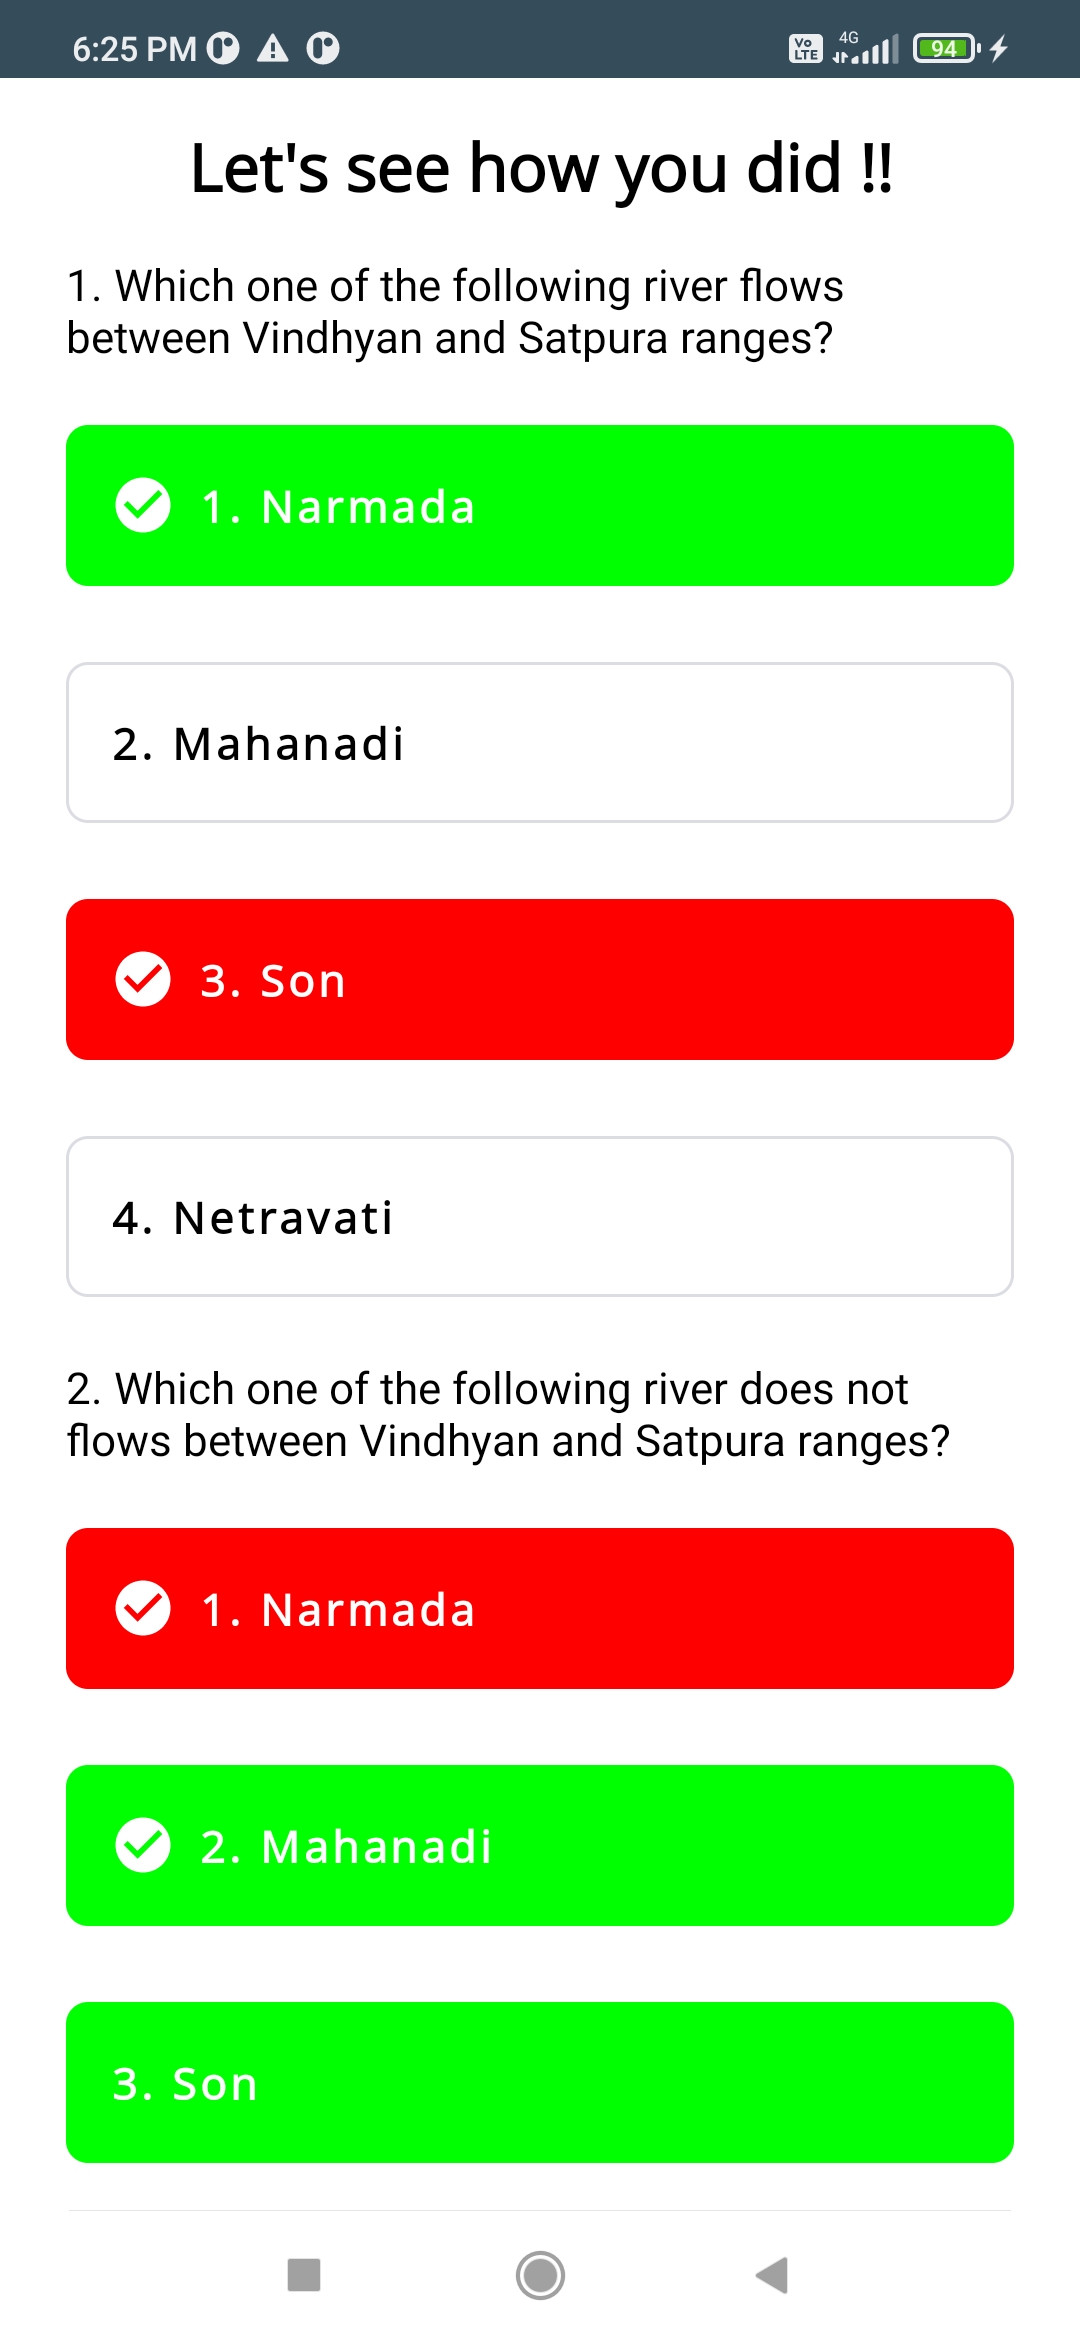 6:25 PM
Vo
LTE
4G
94
Let's see how you did !!
1. Which one of the following river flows
between Vindhyan and Satpura ranges?
1. Narmada
2. Mahanadi
3. Son
4. Netravati
2. Which one of the following river does not
flows between Vindhyan and Satpura ranges?
1. Narmada
2. Mahanadi
3. Son